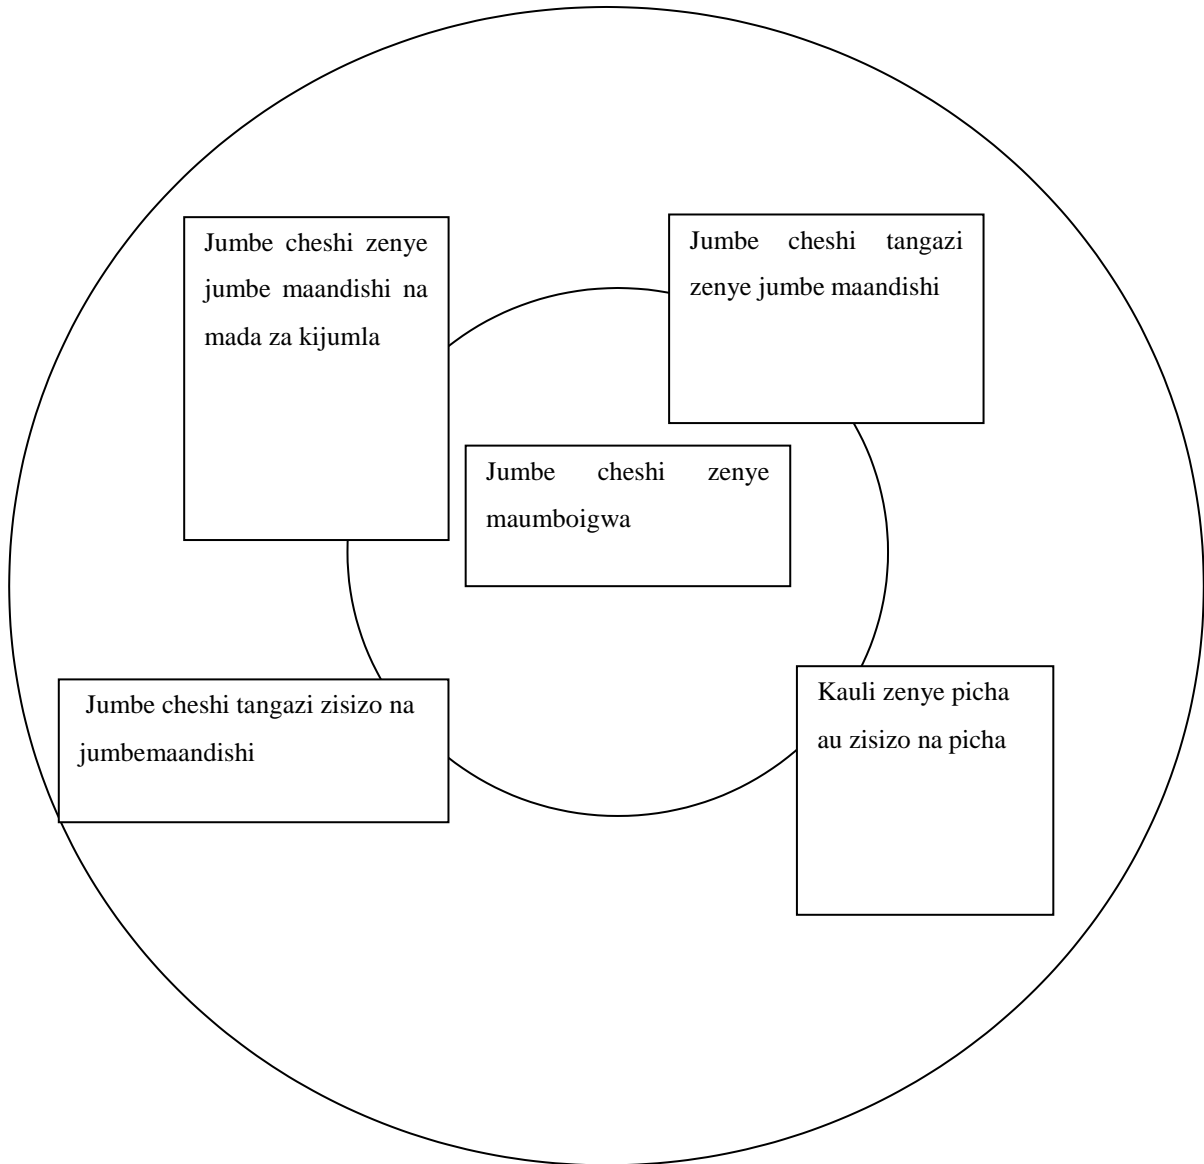 Jumbe cheshi zenye
jumbe maandishi na
mada za kijumla
Jumbe cheshi tangazi
zenye jumbe maandishi
Jumbe cheshi zenye
maumboigwa
Jumbe cheshi tangazi zisizo na
jumbemaandishi
Kauli zenye picha
au zisizo na picha